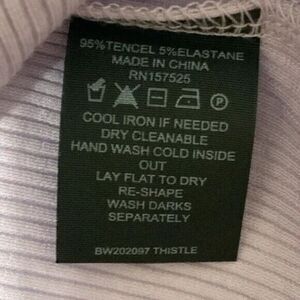 95%TENCEL 5%ELASTANE
MADE IN CHINA
RN157525
P
COOL IRON IF NEEDED
DRY CLEANABLE
HAND WASH COLD INSIDE
OUT
LAY FLAT TO DRY
RE-SHAPE
WASH DARKS
SEPARATELY
BW202097 THISTLE